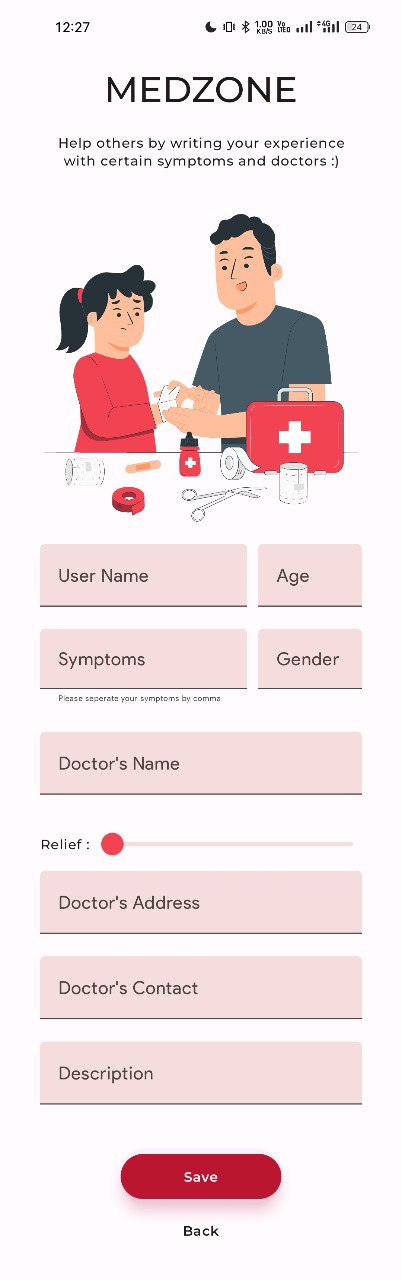 12:27
1.00 KB/S
Vo LTE
4G
24
MEDZONE
Help others by writing your experience
with certain symptoms and doctors :)
User Name
Age
Symptoms
Gender
Please seperate your symptoms by comma
Doctor's Name
Relief :
Doctor's Address
Doctor's Contact
Description
Save
Back